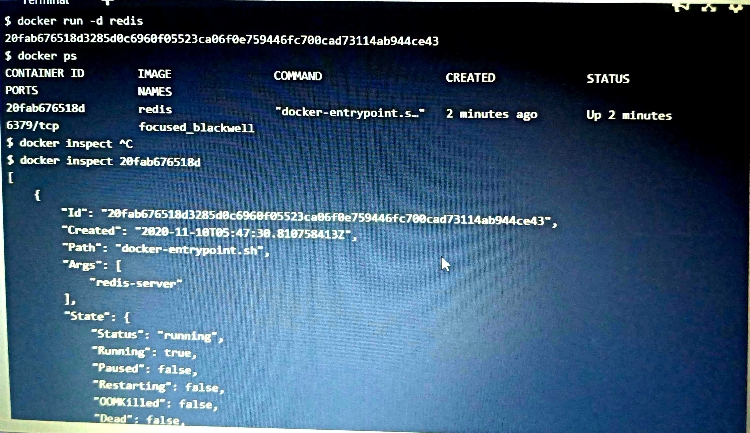 Terminal +
$ docker run -d redis
20fab676518d3285d0c6960f05523ca06f0e759446fc700cad73114ab944ce43
$ docker ps
CONTAINER ID IMAGE COMMAND CREATED STATUS
PORTS NAMES
20fab676518d redis "docker-entrypoint.s…" 2 minutes ago Up 2 minutes
6379/tcp focused_blackwell
$ docker inspect ^C
$ docker inspect 20fab676518d
[
{
"Id": "20fab676518d3285d0c6960f05523ca06f0e759446fc700cad73114ab944ce43",
"Created": "2020-11-10T05:47:30.810758413Z",
"Path": "docker-entrypoint.sh",
"Args": [
"redis-server"
],
"State": {
"Status": "running",
"Running": true,
"Paused": false,
"Restarting": false,
"OOMKilled": false,
"Dead": false,